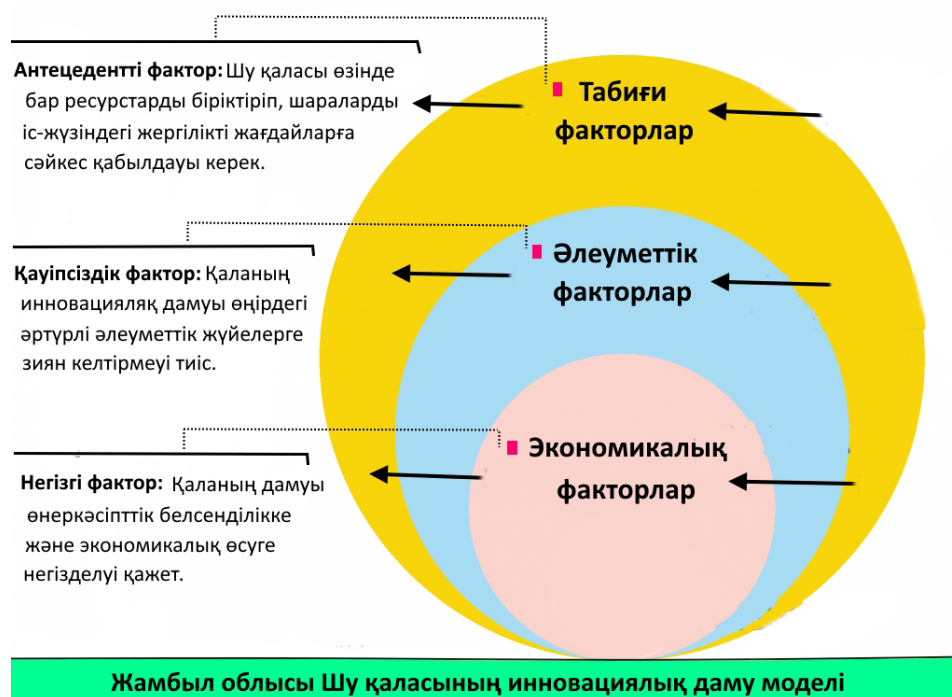 Антецедентті фактор: Шу қаласы өзінде
бар ресурстарды біріктіріп, шараларды
іс-жүзіндегі жергілікті жағдайларға
сәйкес қабылдауы керек.
Табиғи
факторлар
Қауіпсіздік фактор: Қаланың
инновацияляқ дамуы өңірдегі
әртүрлі әлеуметтік жүйелерге
зиян келтірмеуі тиіс.
Әлеуметтік
факторлар
Негізгі фактор: Қаланың дамуы
өнеркәсіпттік белсенділікке
және экономикалық өсуге
негізделуі қажет.
Экономикалық
факторлар
Жамбыл облысы Шу қаласының инновациялық даму моделі